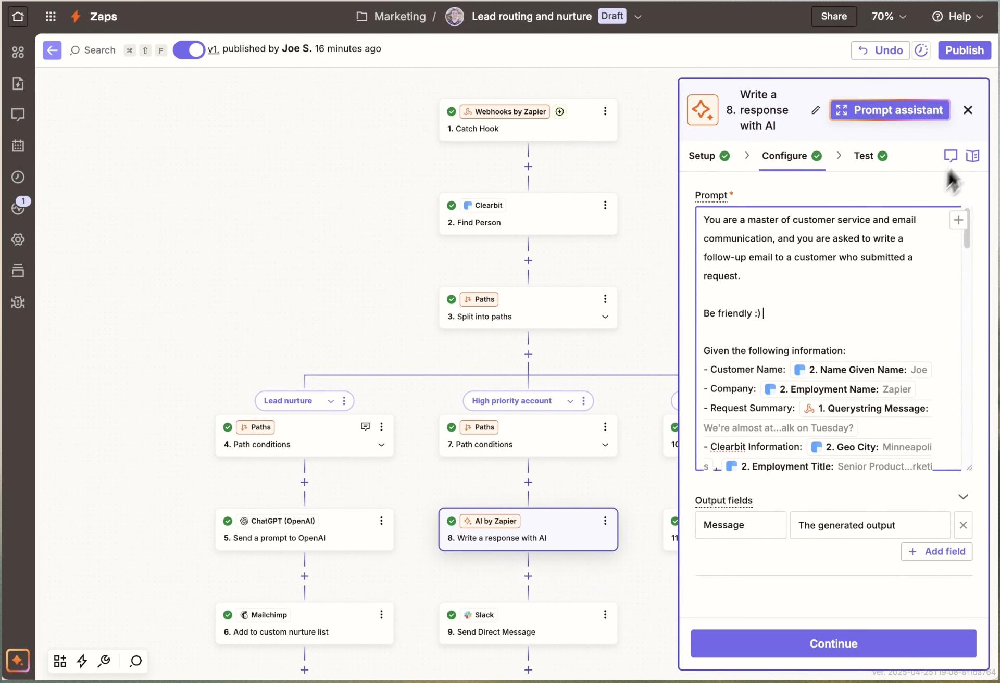 Zaps
Marketing / Lead routing and nurture Draft
Share
70%
Help
Search ⌘ ⇧ F
v1. published by Joe S. 16 minutes ago
Undo
Publish
1
Webhooks by Zapier
1. Catch Hook
Clearbit
2. Find Person
Paths
3. Split into paths
Lead nurture
High priority account
Paths
4. Path conditions
Paths
7. Path conditions
10
ChatGPT (OpenAI)
5. Send a prompt to OpenAI
AI by Zapier
8. Write a response with AI
11
Mailchimp
6. Add to custom nurture list
Slack
9. Send Direct Message
8. Write a
response
with AI
Prompt assistant
Setup
Configure
Test
Prompt*
You are a master of customer service and email
communication, and you are asked to write a
follow-up email to a customer who submitted a
request.
Be friendly :)
Given the following information:
- Customer Name: 2. Name Given Name: Joe
- Company: 2. Employment Name: Zapier
- Request Summary: 1. Querystring Message:
We're almost at...alk on Tuesday?
- Clearbit Information: 2. Geo City: Minneapoli
s , 2. Employment Title: Senior Product...rketi
Output fields
Message
The generated output
+ Add field
Continue